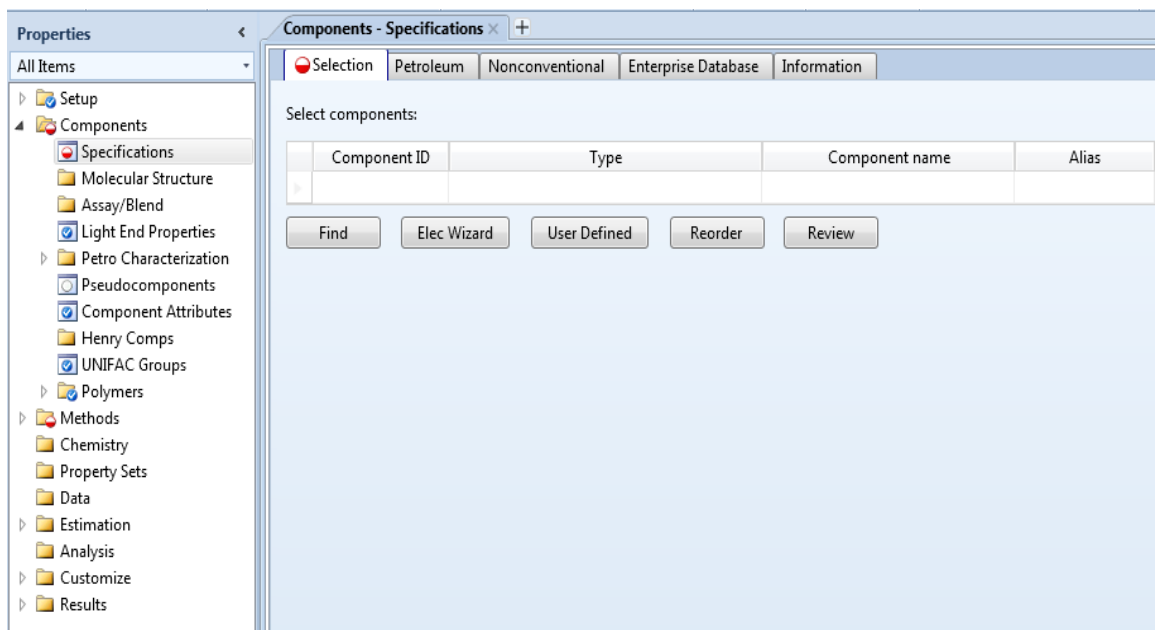 Properties
All Items
Setup
Components
Specifications
Molecular Structure
Assay/Blend
Light End Properties
Petro Characterization
Pseudocomponents
Component Attributes
Henry Comps
UNIFAC Groups
Polymers
Methods
Chemistry
Property Sets
Data
Estimation
Analysis
Customize
Results
Components - Specifications
Selection Petroleum Nonconventional Enterprise Database Information
Select components:
Component ID Type Component name Alias
Find Elec Wizard User Defined Reorder Review